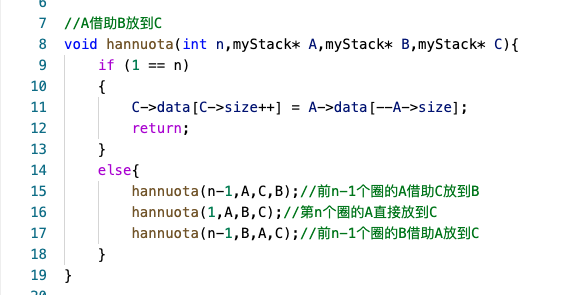 6
7 //A借助B放到C
8 void hannuota(int n,myStack* A,myStack* B,myStack* C){
9 if (1 == n)
10 {
11 C->data[C->size++] = A->data[--A->size];
12 return;
13 }
14 else{
15 hannuota(n-1,A,C,B);//前n-1个圈的A借助C放到B
16 hannuota(1,A,B,C);//第n个圈的A直接放到C
17 hannuota(n-1,B,A,C);//前n-1个圈的B借助A放到C
18 }
19 }
20